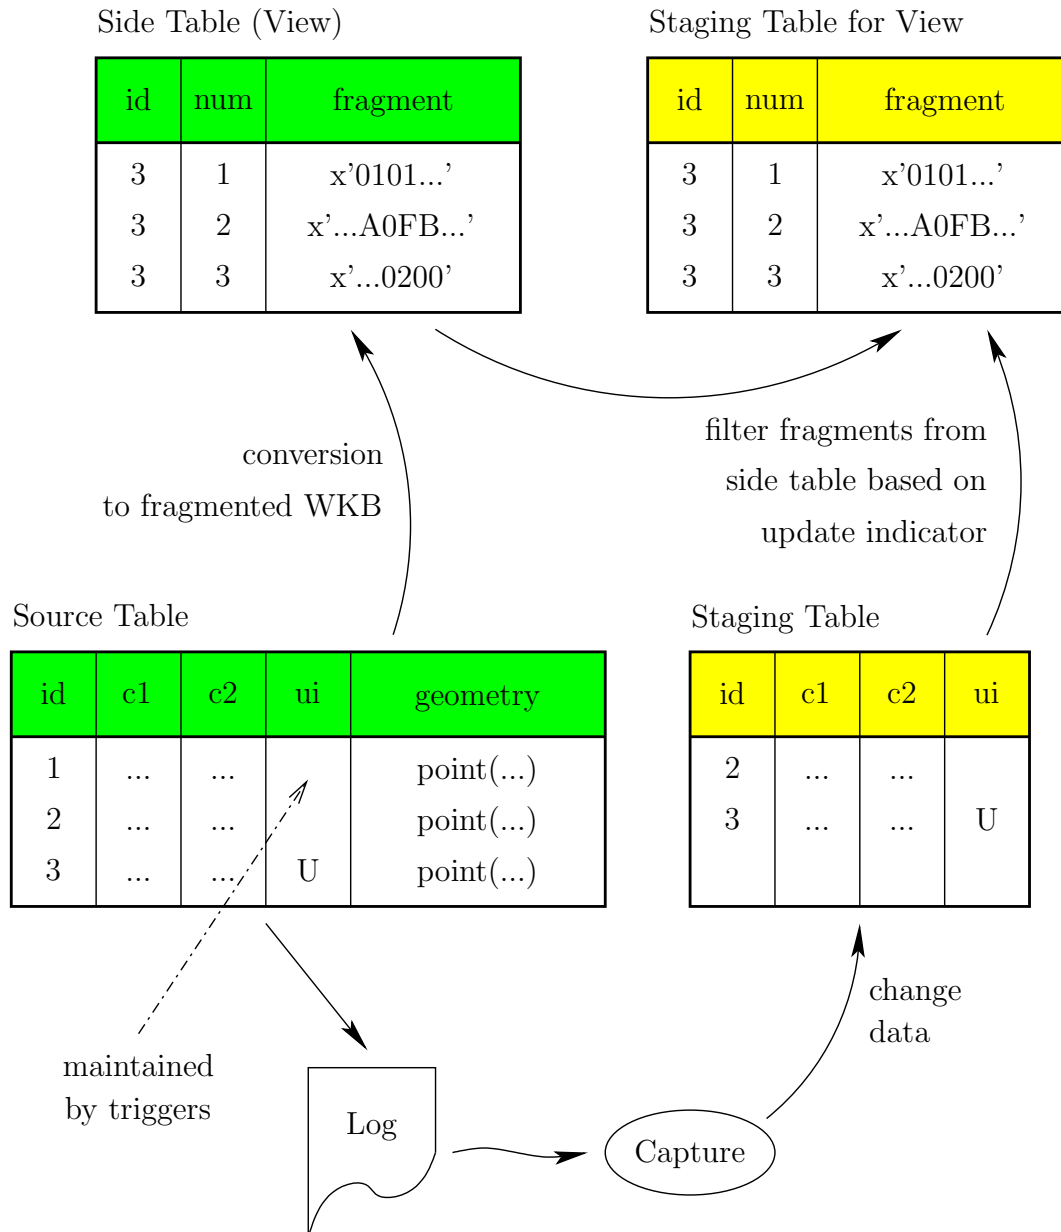 Side Table (View)
Staging Table for View
id num fragment
id num fragment
3 1 x'0101...’
3 2 x'...A0FB...’
3 3 x'...0200’
3 1 x'0101...’
3 2 x'...A0FB...’
3 3 x'...0200’
conversion
to fragmented WKB
filter fragments from
side table based on
update indicator
Source Table
Staging Table
id c1 c2 ui geometry
1 ... ... point(...)
2 ... ... point(...)
3 ... ... U point(...)
id c1 c2 ui
2 ... ...
3 ... ... U
maintained
by triggers
change
data
Log
Capture